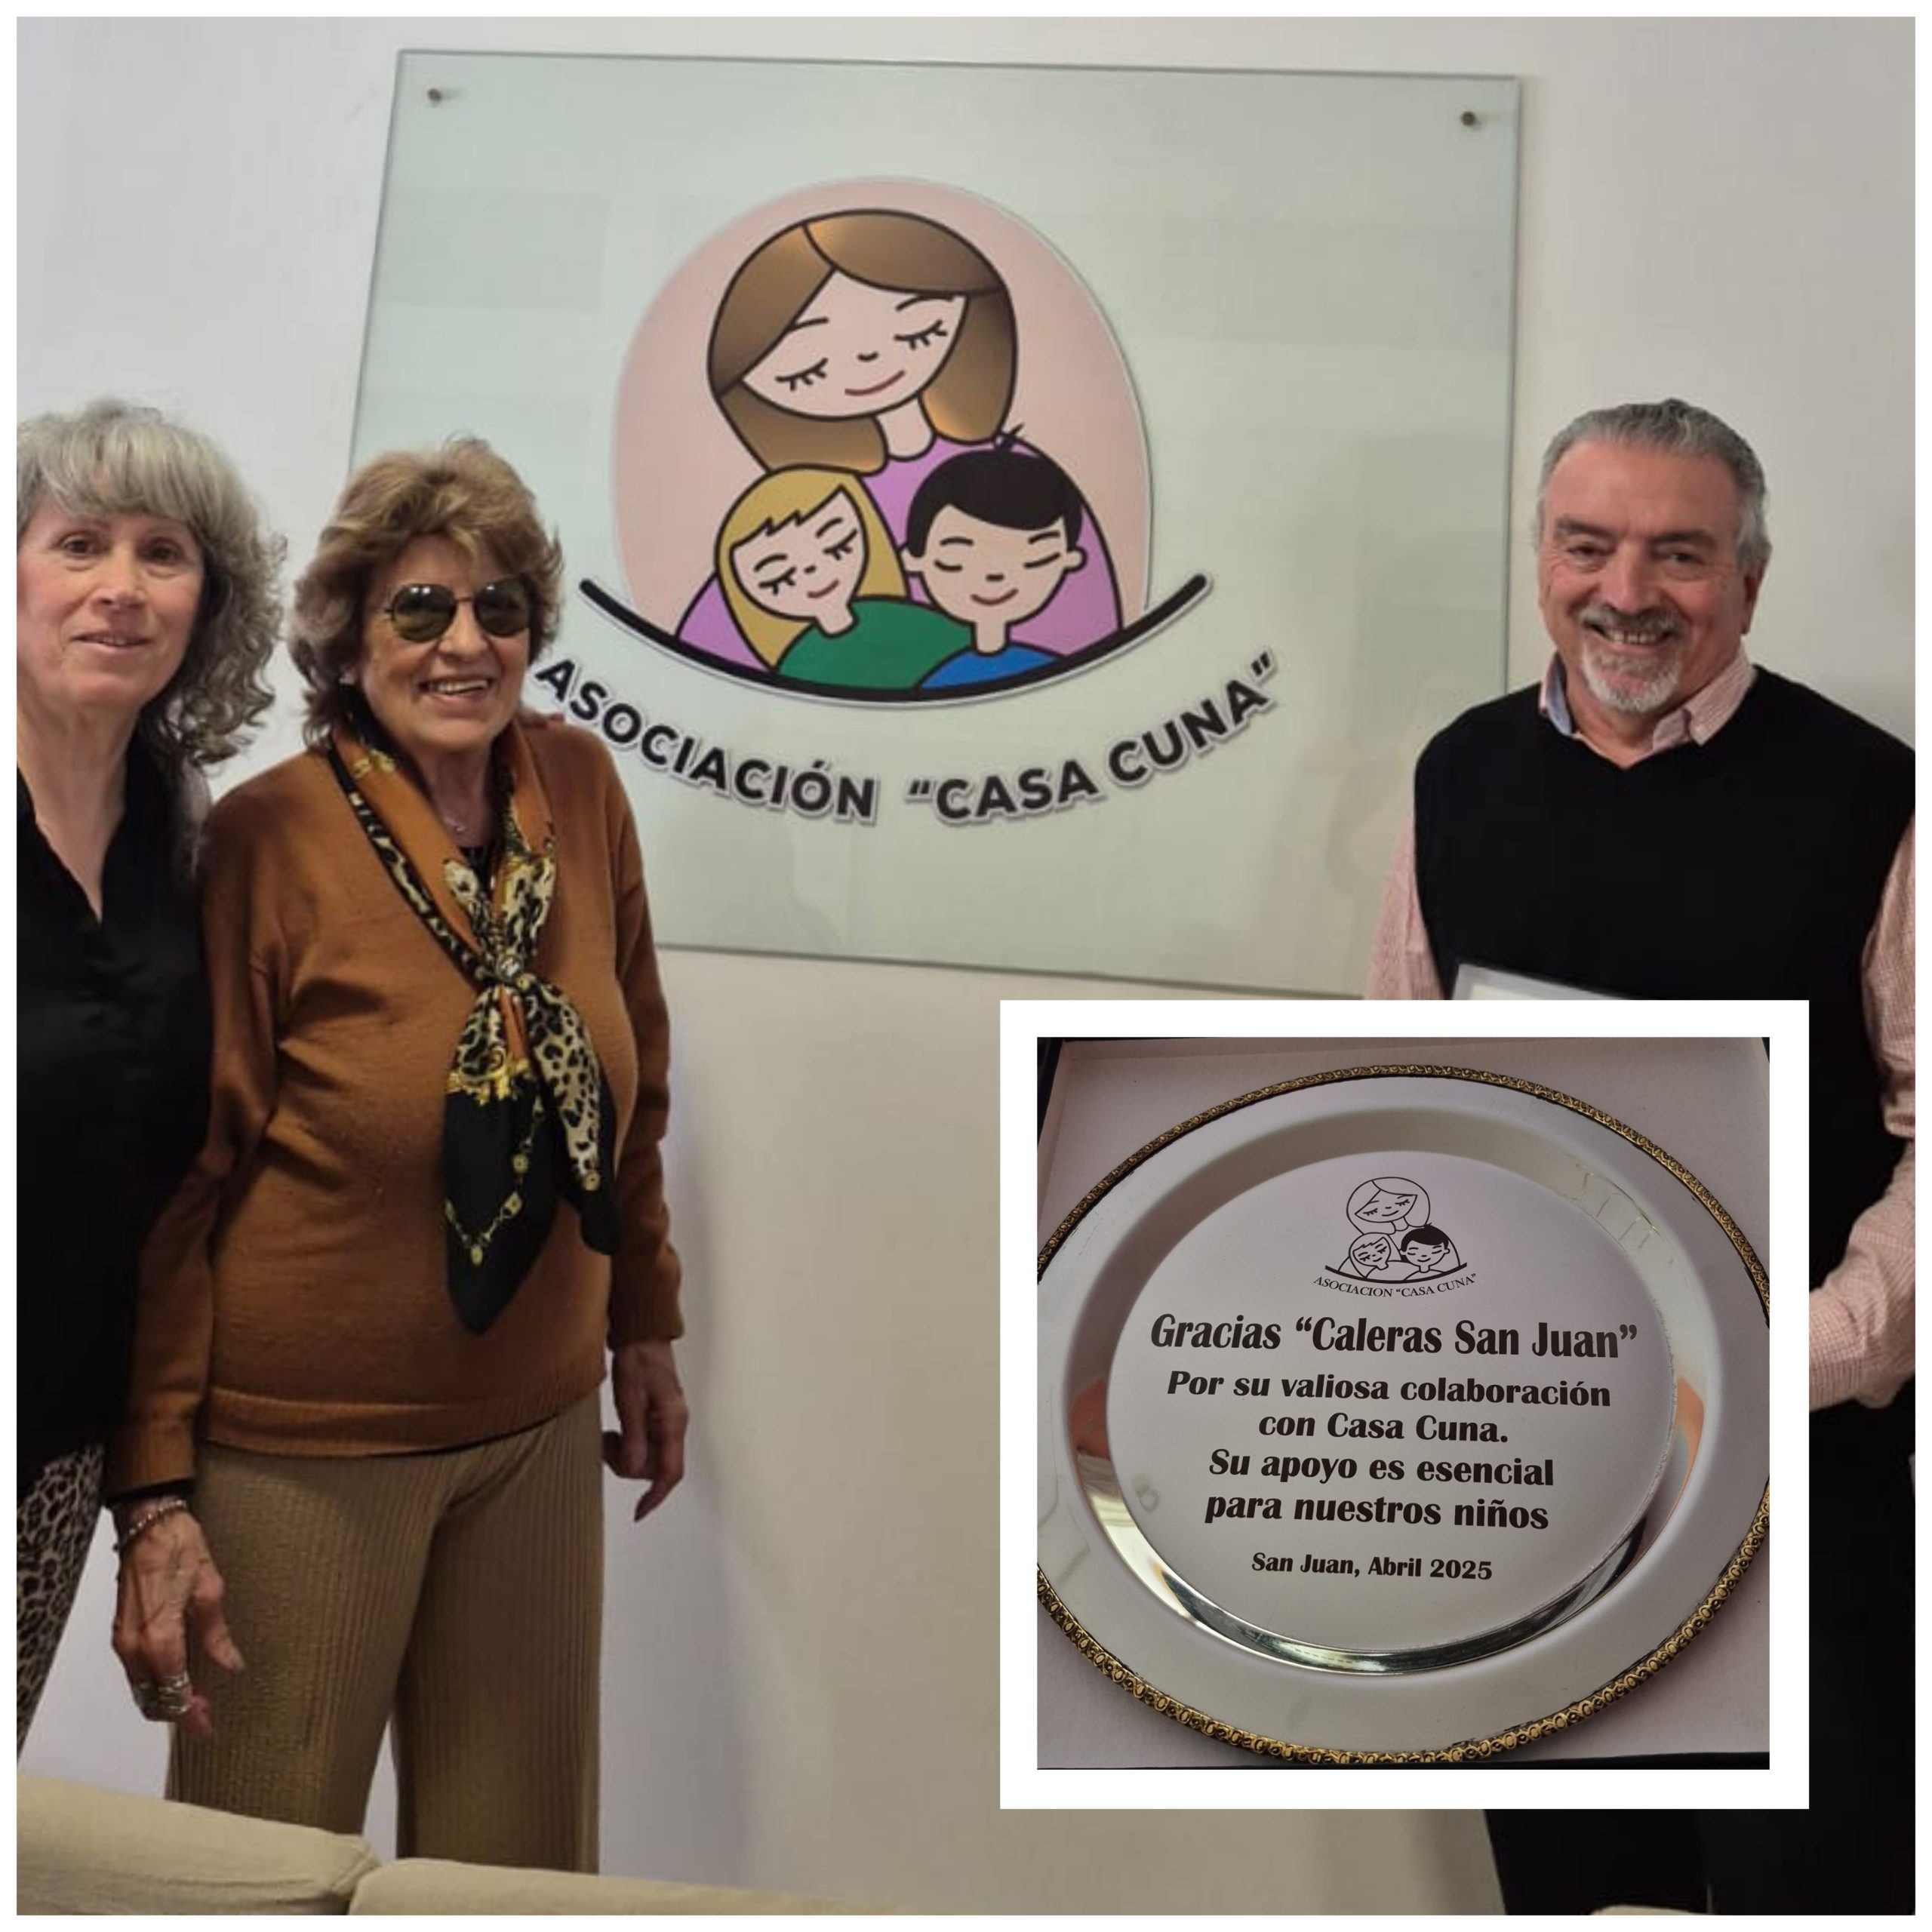 ASOCIACIÓN "CASA CUNA"
ASOCIACION "CASA CUNA"
Gracias "Caleras San Juan"
Por su valiosa colaboración
con Casa Cuna.
Su apoyo es esencial
para nuestros niños
San Juan, Abril 2025